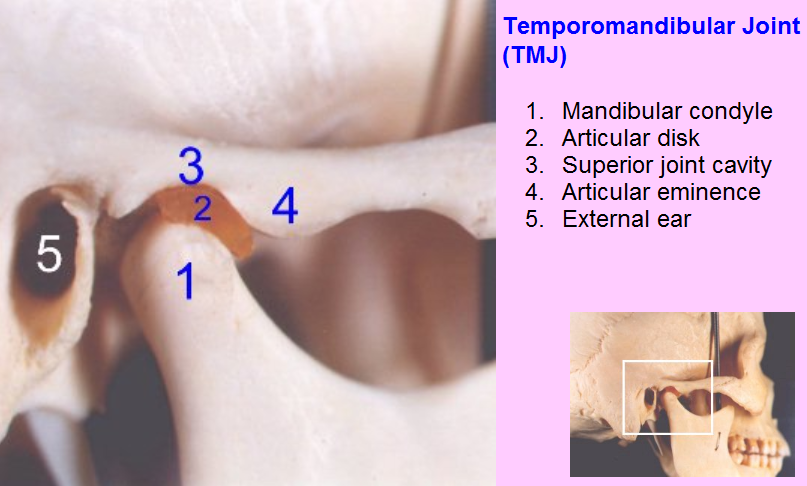 Temporomandibular Joint
(TMJ)
1. Mandibular condyle
2. Articular disk
3. Superior joint cavity
4. Articular eminence
5. External ear
3
2
4
5
1